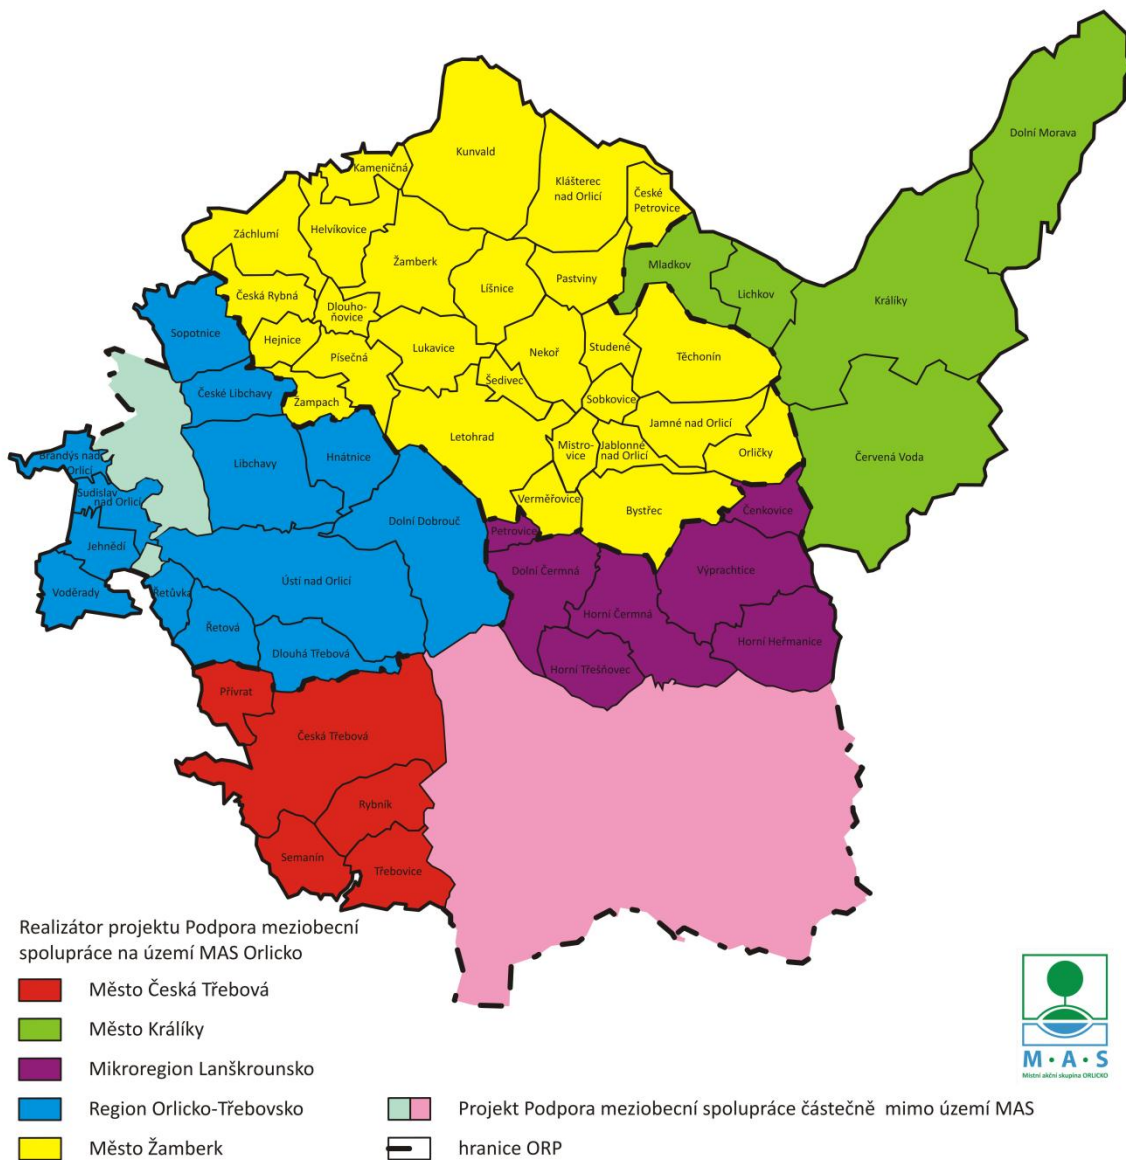 Dolní Morava
Kunvald
Kameničná
Klášterec
nad Orlicí
České
Petrovice
Záchlumí
Helvíkovice
Žamberk
Mladkov
Líšnice
Pastviny
Lichkov
Králíky
Česká Rybná
Dlouho-
ňovice
Sopotnice
Hejnice
Písečná
Lukavice
Nekoř
Studené
Těchonín
České Libchavy
Žampach
Šedivec
Sobkovice
Letohrad
Mistro-
vice
Jablonné
nad Orlicí
Jamné nad Orlicí
Orličky
Červená Voda
Brandýs nad
Orlicí
Libchavy
Hnátnice
Sudislav
nad Orlicí
Verměřovice
Bystřec
Čenkovice
Dolní Dobrouč
Petrovice
Jehnědí
Dolní Čermná
Výprachtice
Ústí nad Orlicí
Voděrady
Řetůvka
Horní Čermná
Řetová
Dlouhá Třebová
Horní Heřmanice
Horní Třešňovec
Přívrat
Česká Třebová
Rybník
Semanín
Třebovice
Realizátor projektu Podpora meziobecní
spolupráce na území MAS Orlicko
Město Česká Třebová
Město Králíky
Mikroregion Lanškrounsko
Region Orlicko-Třebovsko
Město Žamberk
Projekt Podpora meziobecní spolupráce částečně mimo území MAS
hranice ORP
M·A·S
Místní akční skupina ORLICKO